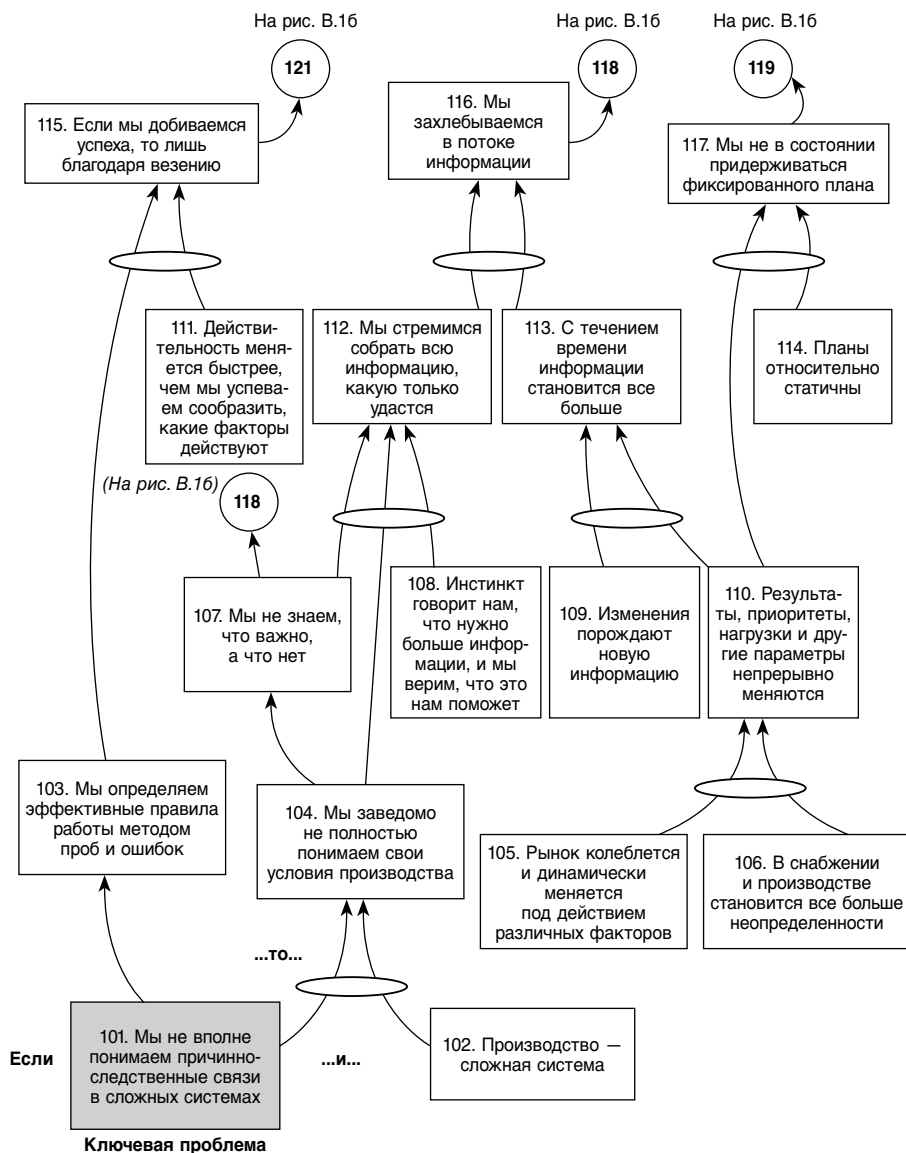 На рис. В.1б
На рис. В.1б
На рис. В.1б
121
118
119
115. Если мы добиваемся
успеха, то лишь
благодаря везению
116. Мы
захлебываемся
в потоке
информации
117. Мы не в состоянии
придерживаться
фиксированного плана
111. Действи-
тельность меня-
ется быстрее,
чем мы успева-
ем сообразить,
какие факторы
действуют
112. Мы стремимся
собрать всю
информацию,
какую только
удастся
113. С течением
времени
информации
становится все
больше
114. Планы
относительно
статичны
(На рис. В.1б)
118
107. Мы не знаем,
что важно,
а что нет
108. Инстинкт
говорит нам,
что нужно
больше инфор-
мации, и мы
верим, что это
нам поможет
109. Изменения
порождают
новую
информацию
110. Результа-
ты, приоритеты,
нагрузки и дру-
гие параметры
непрерывно
меняются
103. Мы определяем
эффективные правила
работы методом
проб и ошибок
104. Мы заведомо
не полностью
понимаем свои
условия производства
105. Рынок колеблется
и динамически
меняется
под действием
различных факторов
106. В снабжении
и производстве
становится все больше
неопределенности
...то...
Если
101. Мы не вполне
понимаем причинно-
следственные связи
в сложных системах
...и...
102. Производство —
сложная система
Ключевая проблема